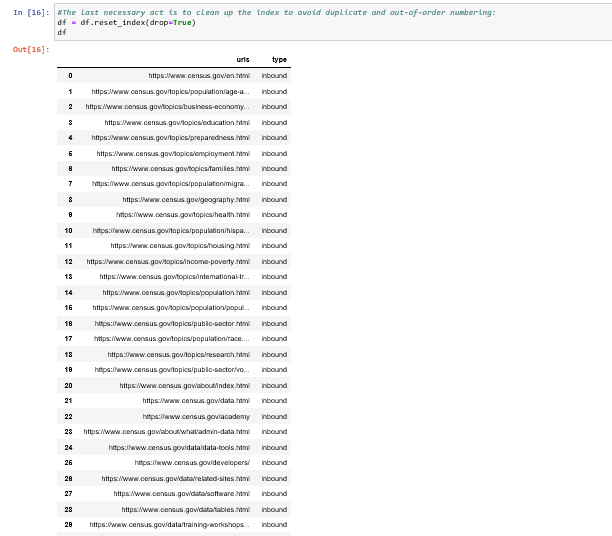 In [16]: #The last necessary act is to clean up the index to avoid duplicate and out-of-order numbering:
df = df.reset_index(drop=True)
df
Out[16]:
urls type
0 https://www.census.gov/en.html inbound
1 https://www.census.gov/topics/population/age-a... inbound
2 https://www.census.gov/topics/business-economy... inbound
3 https://www.census.gov/topics/education.html inbound
4 https://www.census.gov/topics/preparedness.html inbound
5 https://www.census.gov/topics/employment.html inbound
6 https://www.census.gov/topics/families.html inbound
7 https://www.census.gov/topics/population/migra... inbound
8 https://www.census.gov/geography.html inbound
9 https://www.census.gov/topics/health.html inbound
10 https://www.census.gov/topics/population/hispa... inbound
11 https://www.census.gov/topics/housing.html inbound
12 https://www.census.gov/topics/income-poverty.html inbound
13 https://www.census.gov/topics/international-tr... inbound
14 https://www.census.gov/topics/population.html inbound
15 https://www.census.gov/topics/population/popul... inbound
16 https://www.census.gov/topics/public-sector.html inbound
17 https://www.census.gov/topics/population/race.... inbound
18 https://www.census.gov/topics/research.html inbound
19 https://www.census.gov/topics/public-sector/vo... inbound
20 https://www.census.gov/about/index.html inbound
21 https://www.census.gov/data.html inbound
22 https://www.census.gov/academy inbound
23 https://www.census.gov/about/what/admin-data.html inbound
24 https://www.census.gov/data/data-tools.html inbound
25 https://www.census.gov/developers/ inbound
26 https://www.census.gov/data/related-sites.html inbound
27 https://www.census.gov/data/software.html inbound
28 https://www.census.gov/data/tables.html inbound
29 https://www.census.gov/data/training-workshops... inbound